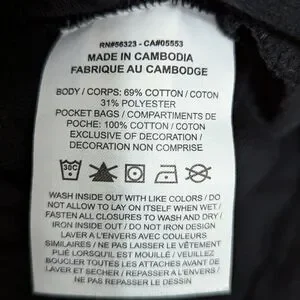 RN#56323 - CA#05553
MADE IN CAMBODIA
FABRIQUE AU CAMBODGE
BODY / CORPS: 69% COTTON / COTON
31% POLYESTER
POCKET BAGS / COMPARTIMENTS DE
POCHE: 100% COTTON / COTON
EXCLUSIVE OF DECORATION /
DECORATION NON COMPRISE
30C
WASH INSIDE OUT WITH LIKE COLORS / DO
NOT ALLOW TO LAY ON ITSELF WHEN WET /
FASTEN ALL CLOSURES TO WASH AND DRY /
IRON INSIDE OUT / DO NOT IRON DESIGN
LAVER A L'ENVERS AVEC COULEURS
SIMILAIRES / NE PAS LAISSER LE VÊTEMENT
PLIÉ LORSQU'IL EST MOUILLÉ / VEUILLEZ
BOUCLER TOUTES LES ATTACHES AVANT DE
LAVER ET SECHER / REPASSER A L'ENVERS /
NE PAS REPASSER LE DESSIN